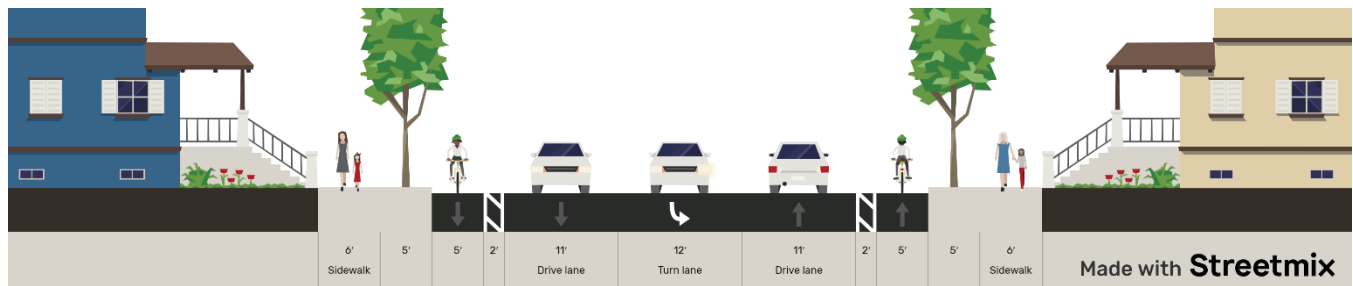 6′ 5′ 5′ 2′ 11′ 12′ 11′ 2′ 5′ 5′ 6′
Sidewalk Drive lane Turn lane Drive lane Sidewalk
Made with Streetmix